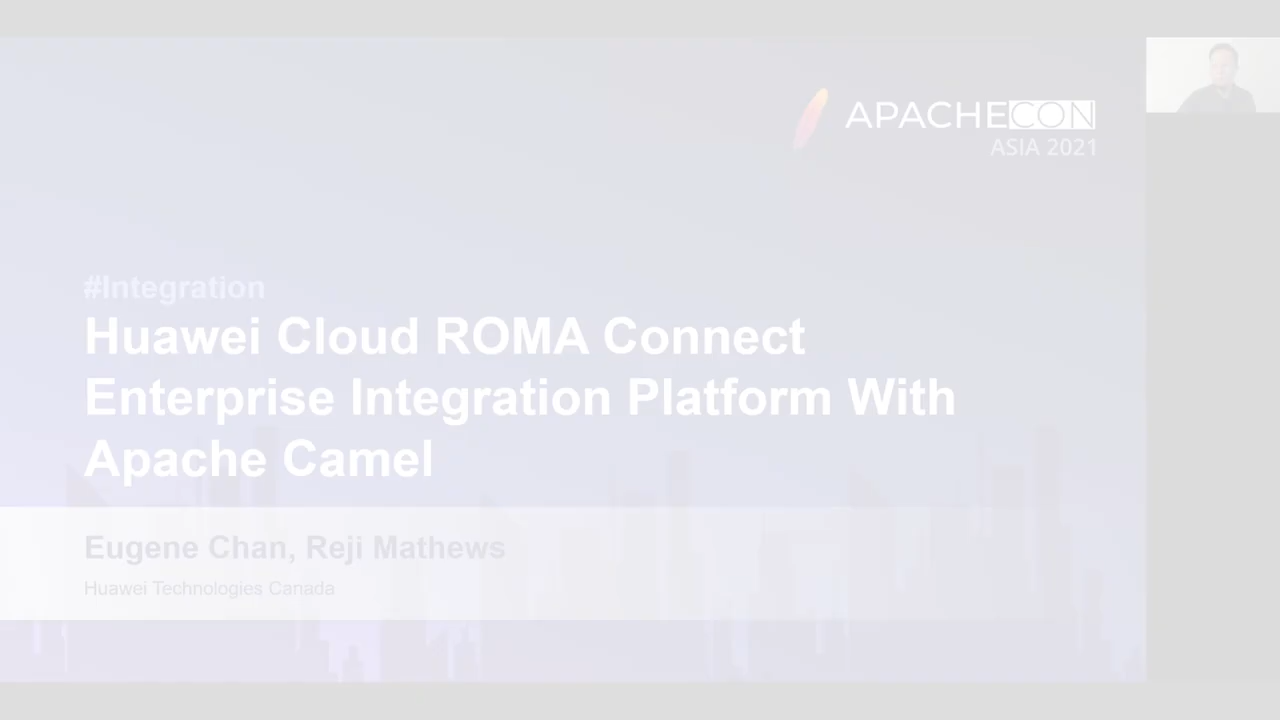 APACHECON
ASIA 2021
#Integration
Huawei Cloud ROMA Connect
Enterprise Integration Platform With
Apache Camel
Eugene Chan, Reji Mathews
Huawei Technologies Canada